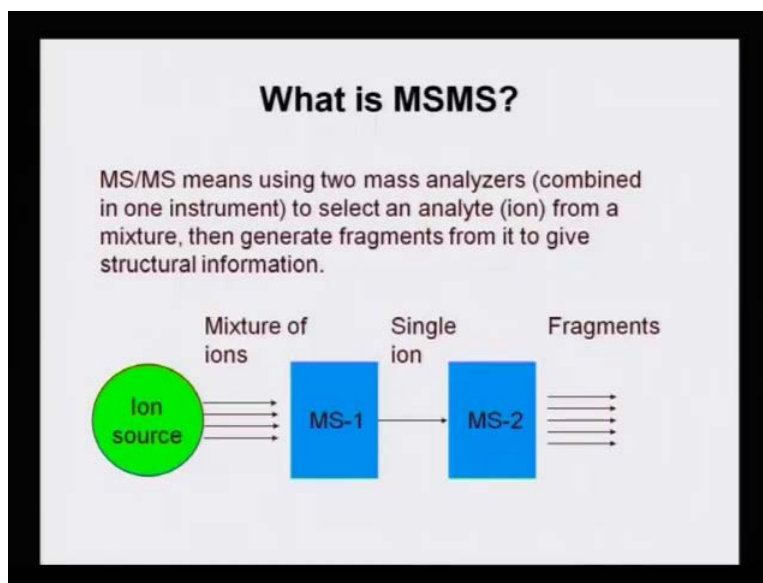 What is MSMS?
MS/MS means using two mass analyzers (combined
in one instrument) to select an analyte (ion) from a
mixture, then generate fragments from it to give
structural information.
Mixture of
ions
Single
ion
Fragments
Ion
source
MS-1
MS-2